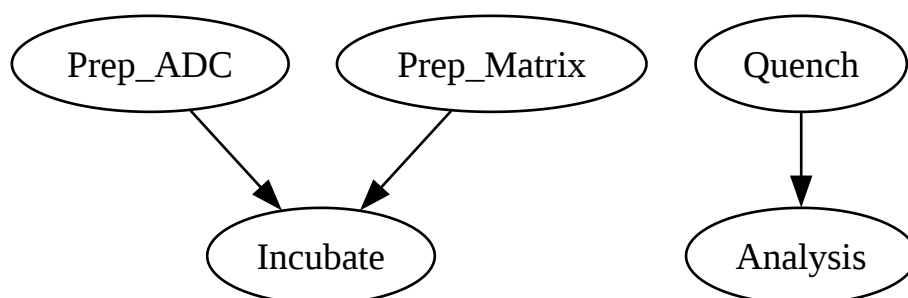 Prep_ADC
Prep_Matrix
Quench
Incubate
Analysis